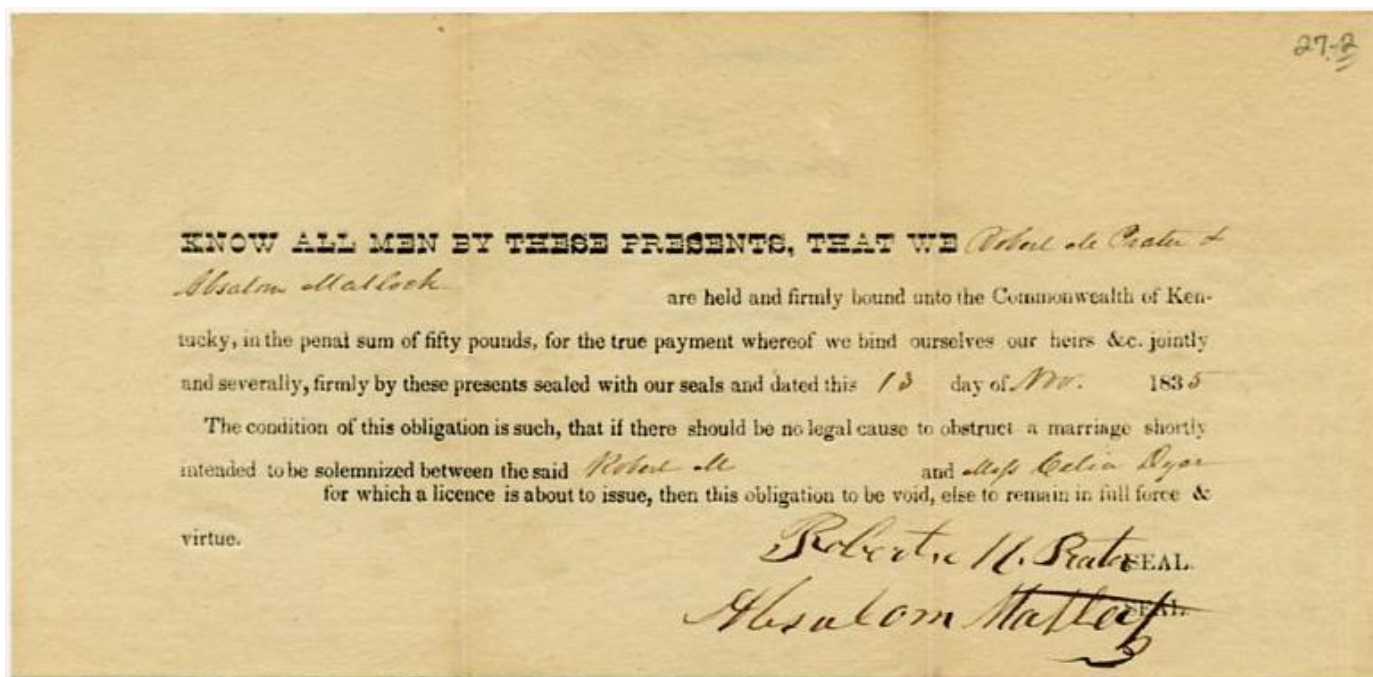 27-2
KNOW ALL MEN BY THESE PRESENTS, THAT WE Robert M Prater &
Absalom Matlock are held and firmly bound unto the Commonwealth of Ken-
tucky, in the penal sum of fifty pounds, for the true payment whereof we bind ourselves our heirs &c. jointly
and severally, firmly by these presents sealed with our seals and dated this 13 day of Nov. 1835
The condition of this obligation is such, that if there should be no legal cause to obstruct a marriage shortly
intended to be solemnized between the said Robert M and Miss Celia Dyer
for which a licence is about to issue, then this obligation to be void, else to remain in full force &
virtue.
Robert M. Prater SEAL.
Absalom Matlock SEAL.